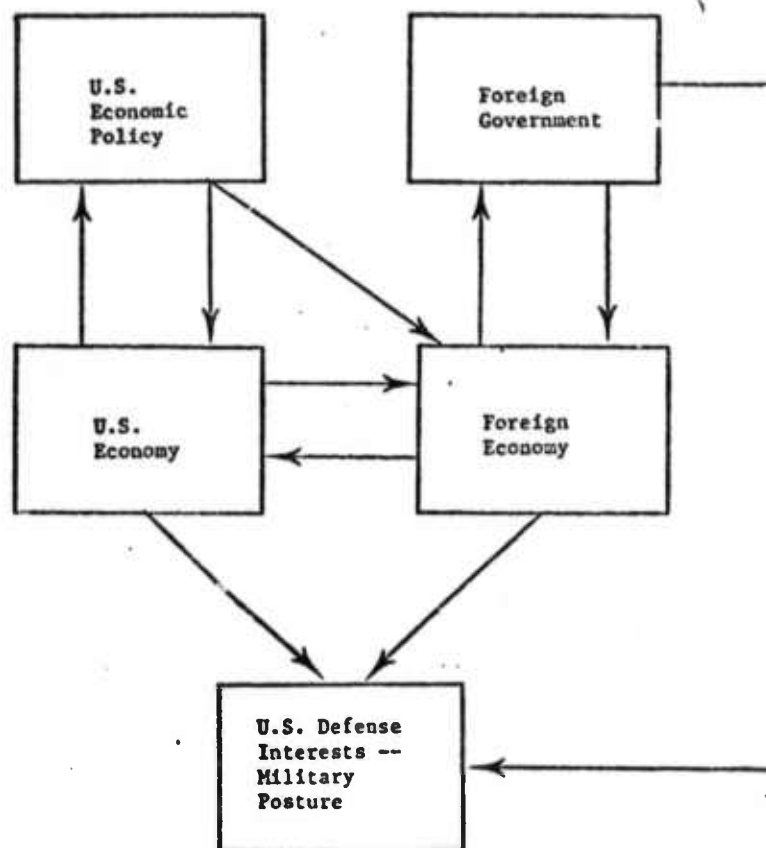 U.S.
Economic
Policy
Foreign
Government
U.S.
Economy
Foreign
Economy
U.S. Defense
Interests --
Military
Posture